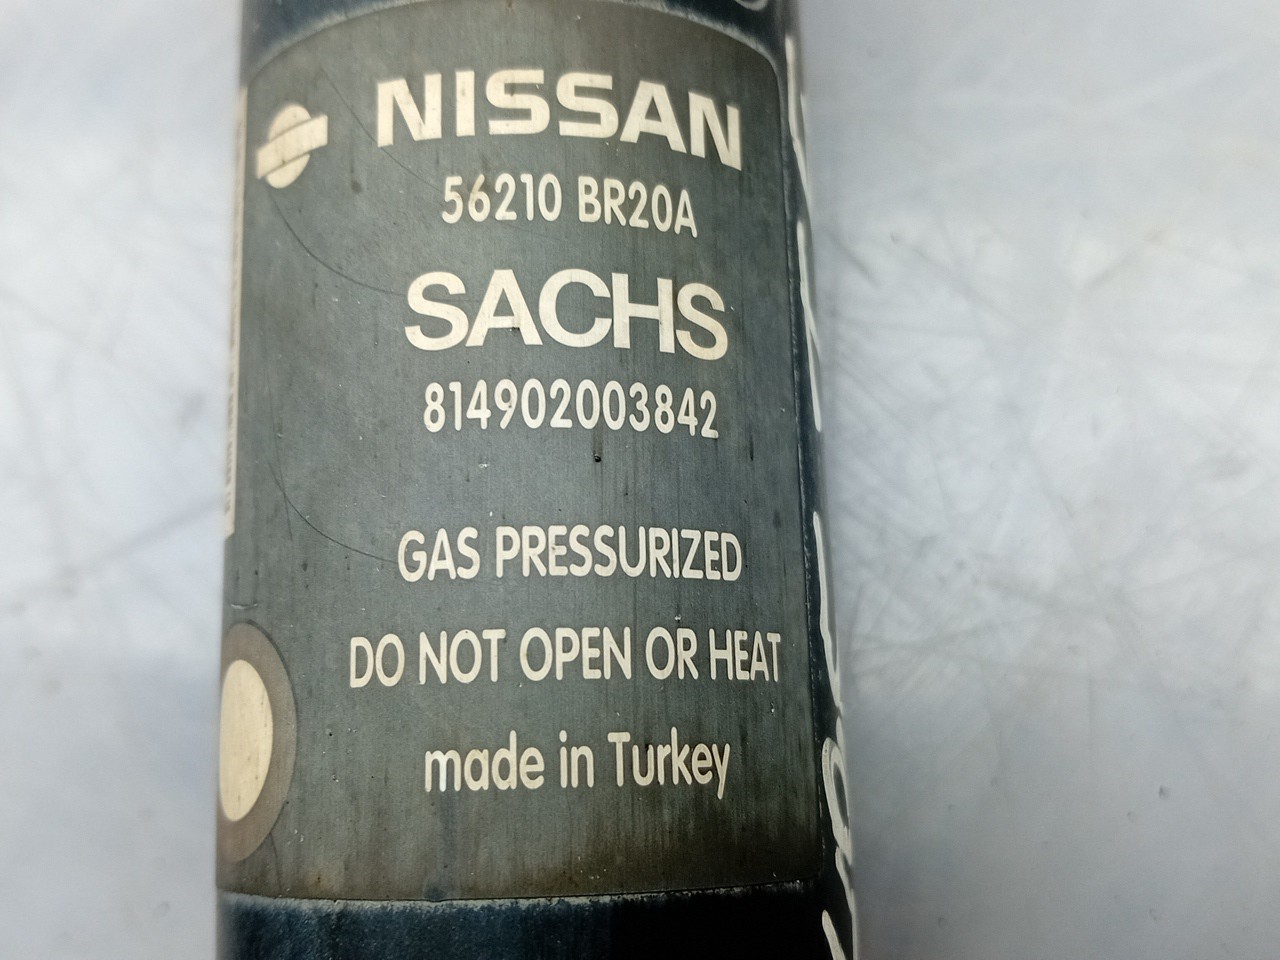 NISSAN
56210 BR20A
SACHS
814902003842
GAS PRESSURIZED
DO NOT OPEN OR HEAT
made in Turkey